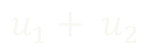 u₁ + u₂